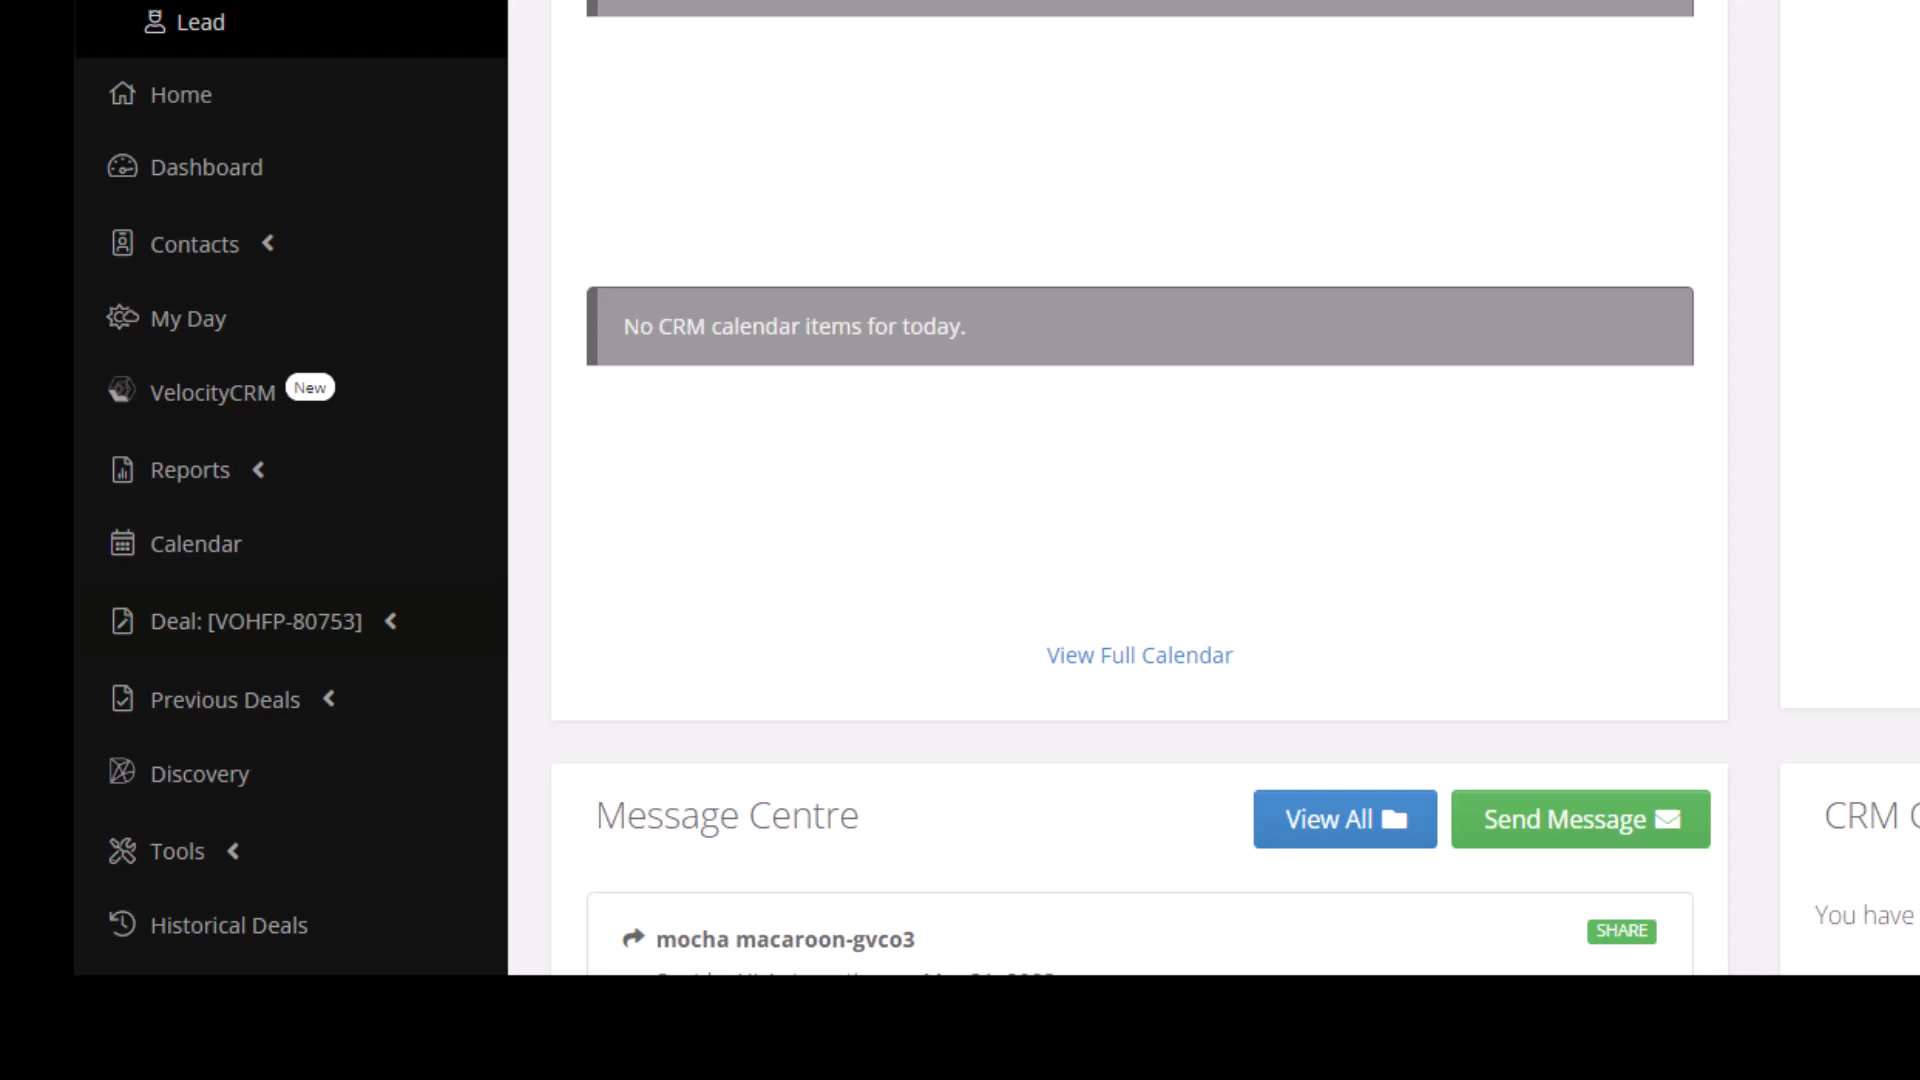 Lead
Home
Dashboard
Contacts
My Day
VelocityCRM New
Reports
Calendar
Deal: [VOHFP-80753]
Previous Deals
Discovery
Tools
Historical Deals
No CRM calendar items for today.
View Full Calendar
Message Centre
View All
Send Message
mocha macaroon-gvco3
SHARE
CRM
You have